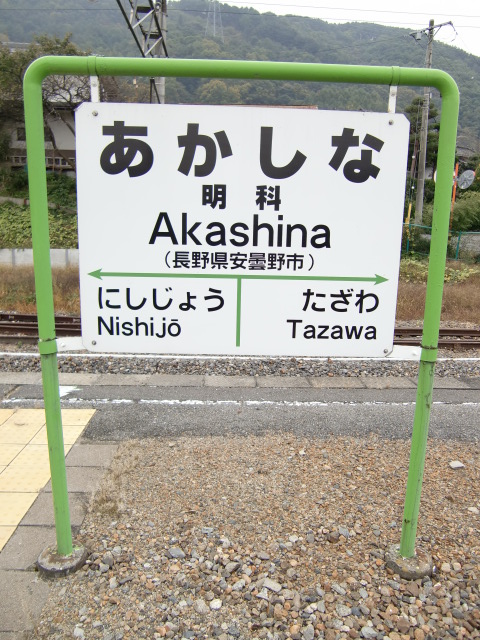 あかしな
明科
Akashina
(長野県安曇野市)
にしじょう たざわ
Nishijō Tazawa